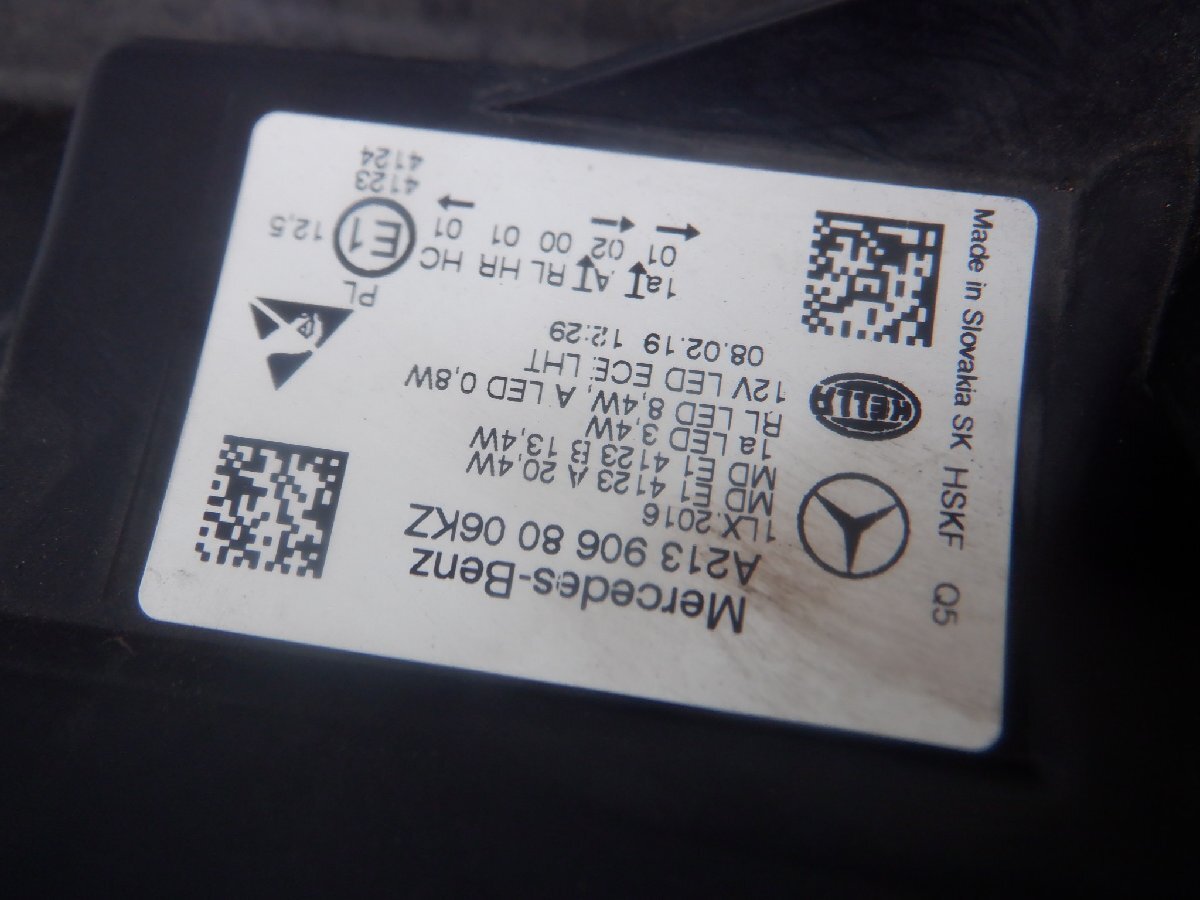 Mercedes-Benz
A213 906 80 06KZ
1LX.2016
MD E1 4123 A 20,4W
MD E1 4123 B 13,4W
1a LED 3,4W
RL LED 8,4W, A LED 0,8W
12V LED ECE: LHT
08.02.19 12:29
1a A RL HR HC
01 02 00 01 01
PL
E1
12,5
4123
4124
HELLA
Made in Slovakia SK HSKF Q5